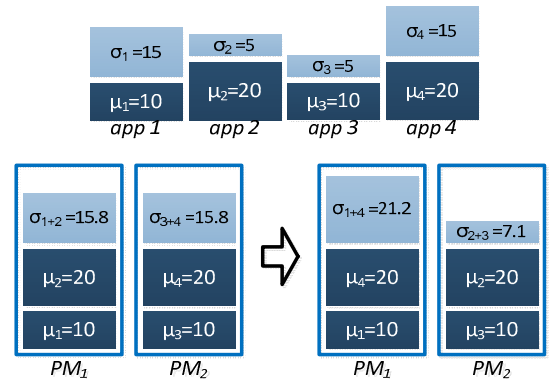 σ₁ =15
σ₂ =5
σ₃ =5
σ₄ =15
μ₁=10
μ₂=20
μ₃=10
μ₄=20
app 1
app 2
app 3
app 4
σ₁₊₂ =15.8
σ₃₊₄ =15.8
σ₁₊₄ =21.2
σ₂₊₃ =7.1
μ₂=20
μ₄=20
μ₄=20
μ₂=20
μ₁=10
μ₃=10
μ₁=10
μ₃=10
PM₁
PM₂
PM₁
PM₂